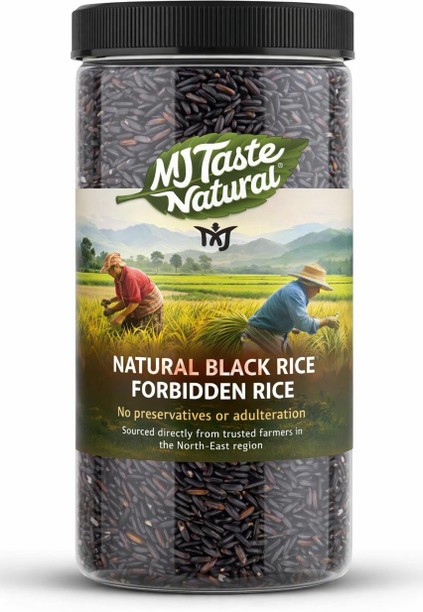 MJ Taste
Natural®
MJ
NATURAL BLACK RICE
FORBIDDEN RICE
No preservatives or adulteration
Sourced directly from trusted farmers in
the North-East region